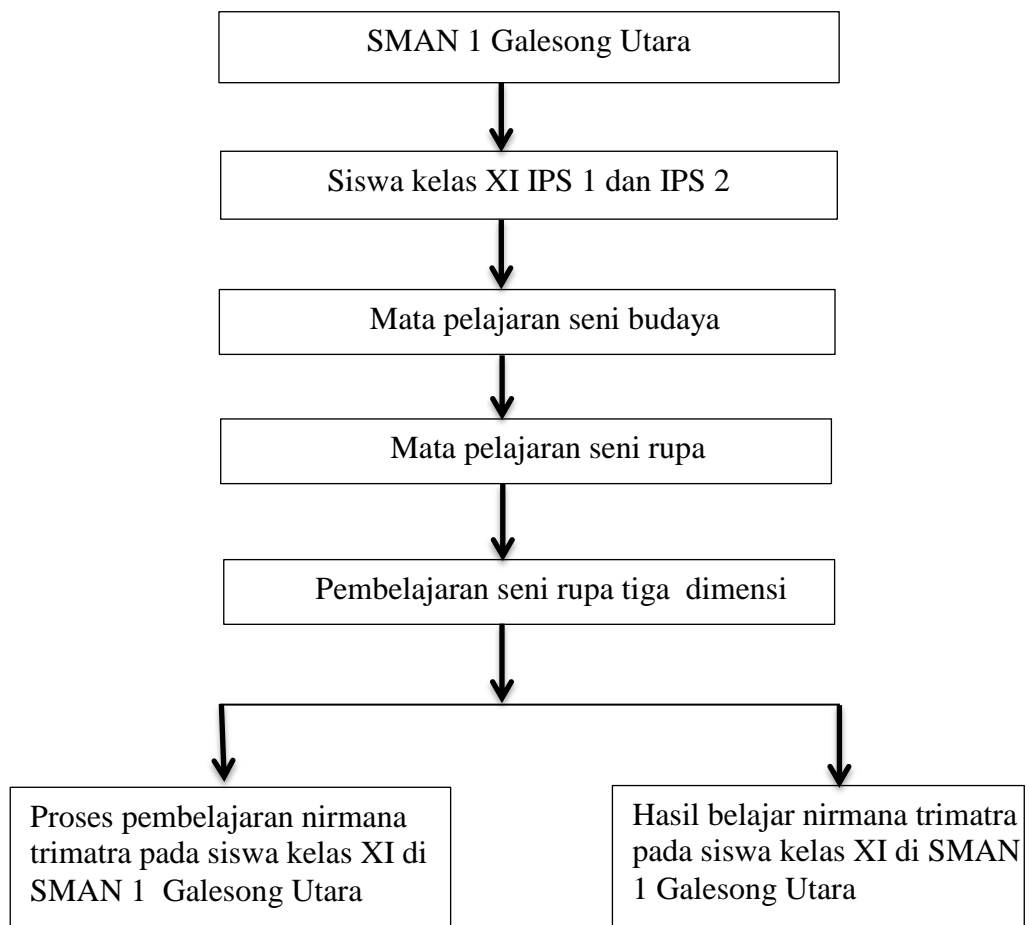 SMAN 1 Galesong Utara
Siswa kelas XI IPS 1 dan IPS 2
Mata pelajaran seni budaya
Mata pelajaran seni rupa
Pembelajaran seni rupa tiga dimensi
Proses pembelajaran nirmana
trimatra pada siswa kelas XI di
SMAN 1 Galesong Utara
Hasil belajar nirmana trimatra
pada siswa kelas XI di SMAN
1 Galesong Utara